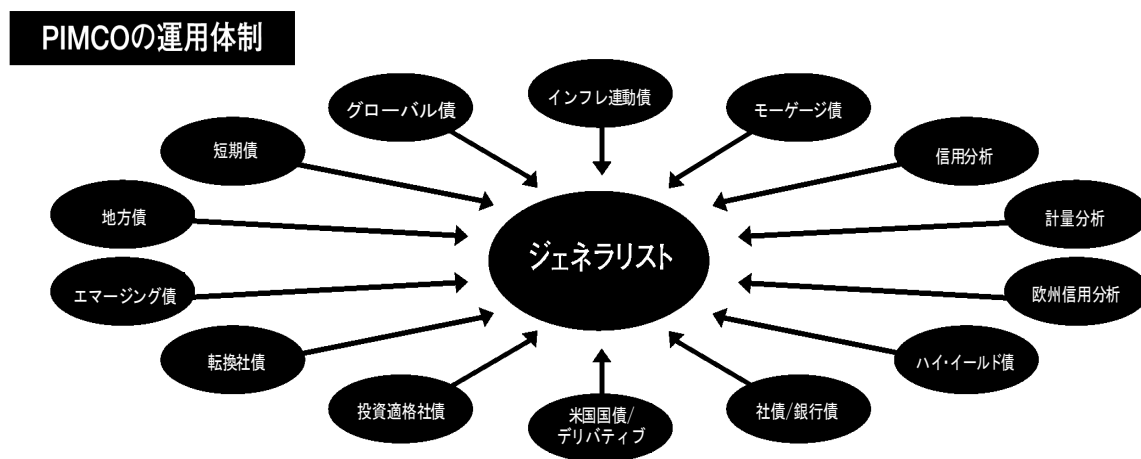 PIMCOの運用体制
インフレ連動債
グローバル債
モーゲージ債
短期債
信用分析
地方債
計量分析
ジェネラリスト
エマージング債
欧州信用分析
転換社債
ハイ・イールド債
投資適格社債
米国国債/
デリバティブ
社債/銀行債